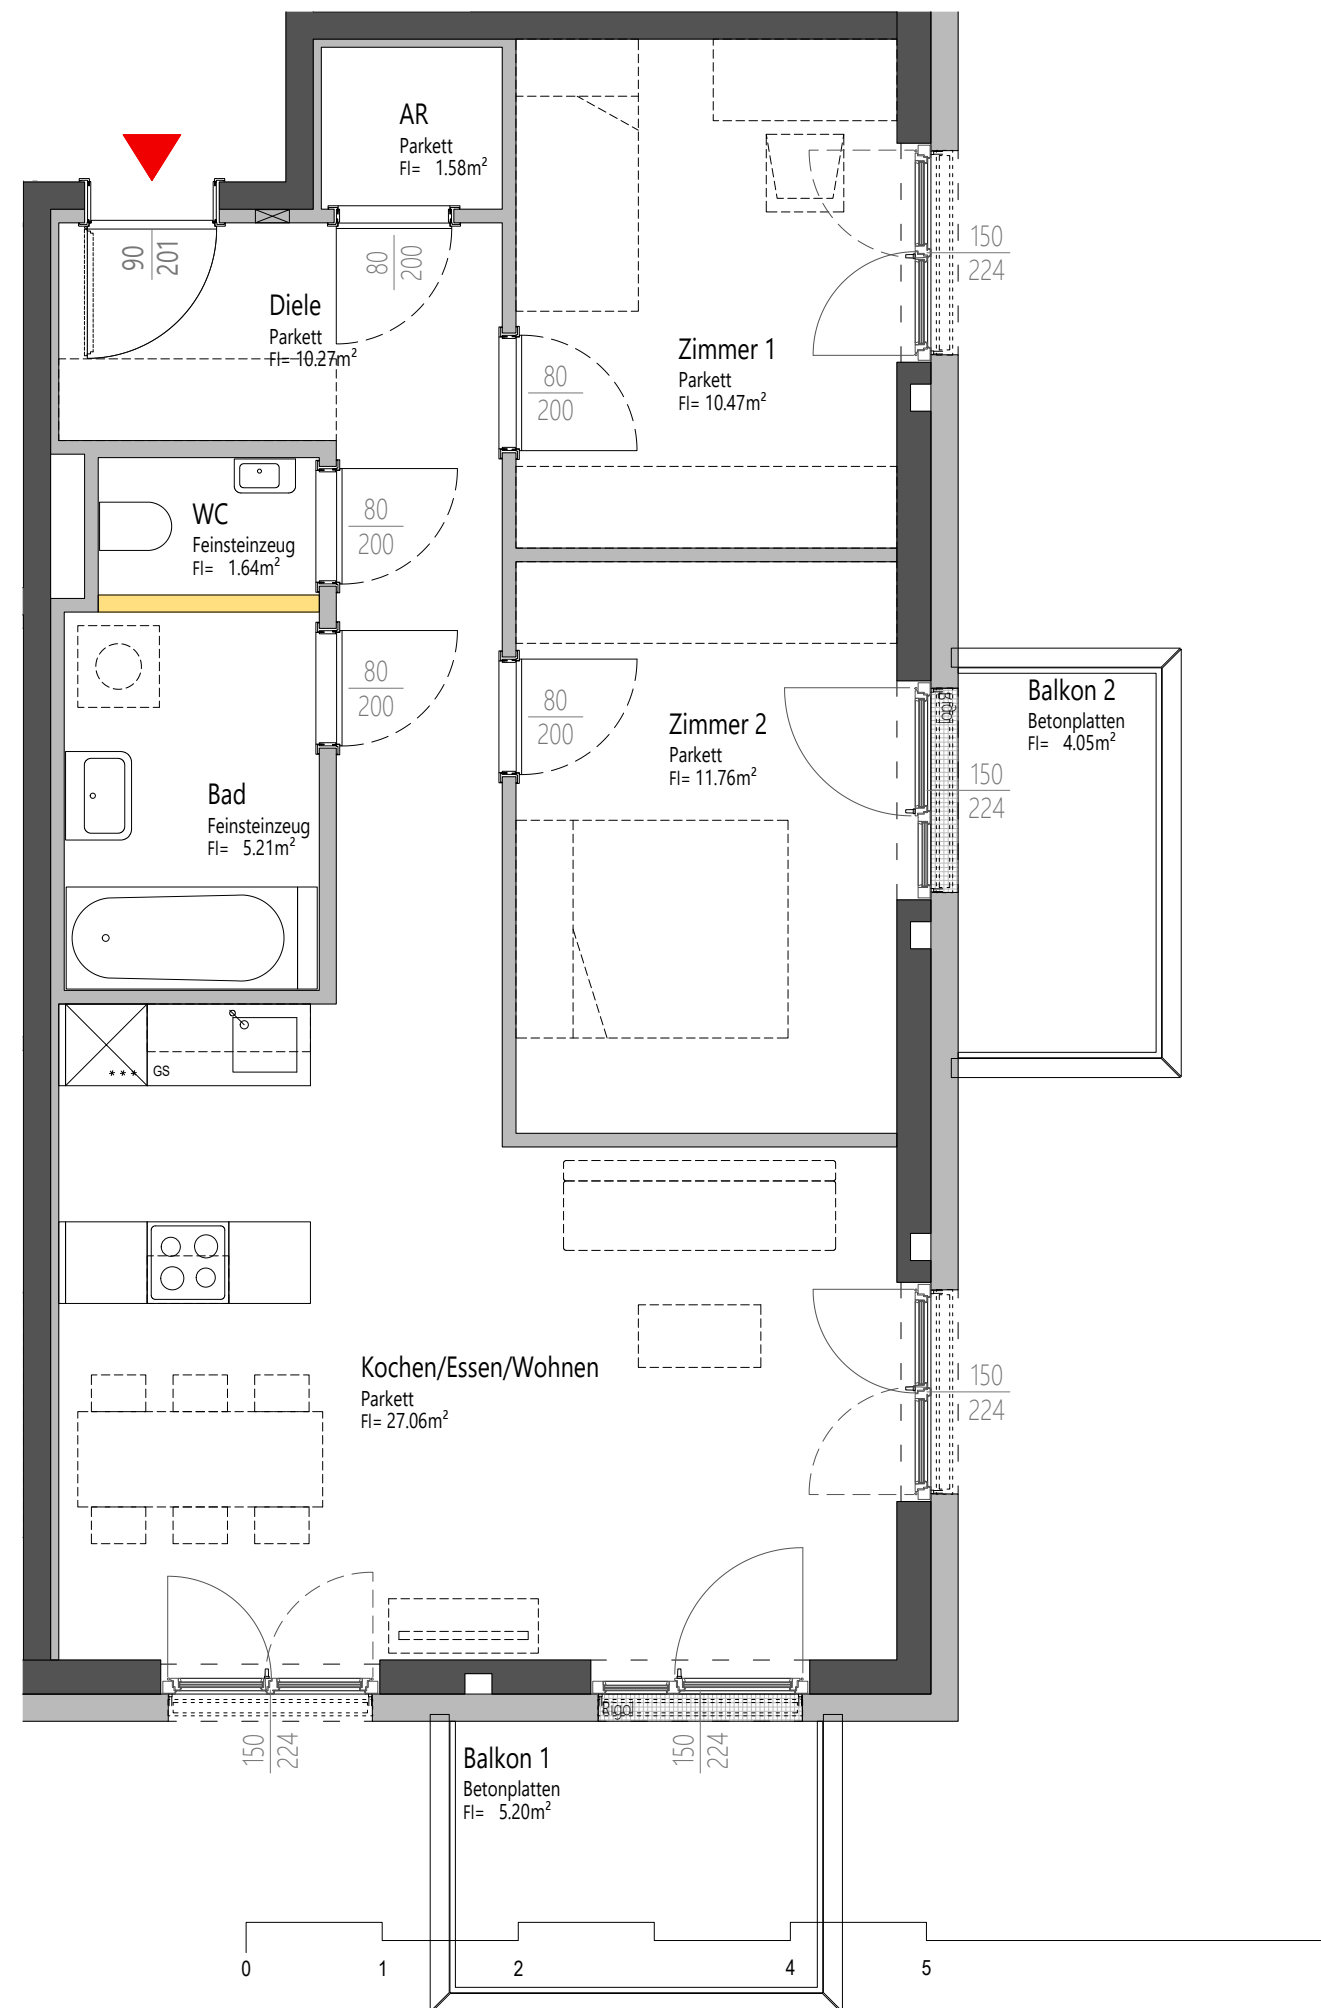 AR
Parkett
Fl= 1.58m²
90
201
80
200
Diele
Parkett
Fl= 10.27m²
150
224
Zimmer 1
Parkett
Fl= 10.47m²
80
200
WC
Feinsteinzeug
Fl= 1.64m²
80
200
80
200
80
200
Zimmer 2
Parkett
Fl= 11.76m²
Rigol
Balkon 2
Betonplatten
Fl= 4.05m²
150
224
Bad
Feinsteinzeug
Fl= 5.21m²
*** GS
Kochen/Essen/Wohnen
Parkett
Fl= 27.06m²
150
224
Rigol
150
224
150
224
Balkon 1
Betonplatten
Fl= 5.20m²
0 1 2 4 5